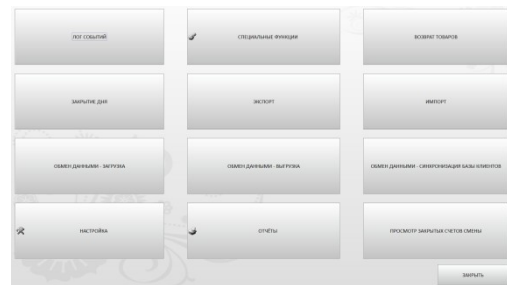 ЛОГ СОБЫТИЙ
СПЕЦИАЛЬНЫЕ ФУНКЦИИ
ВОЗВРАТ ТОВАРОВ
ЗАКРЫТИЕ ДНЯ
ЭКСПОРТ
ИМПОРТ
ОБМЕН ДАННЫМИ - ЗАГРУЗКА
ОБМЕН ДАННЫМИ - ВЫГРУЗКА
ОБМЕН ДАННЫМИ - СИНХРОНИЗАЦИЯ БАЗЫ КЛИЕНТОВ
НАСТРОЙКА
ОТЧЁТЫ
ПРОСМОТР ЗАКРЫТЫХ СЧЕТОВ СМЕНЫ
ЗАКРЫТЬ